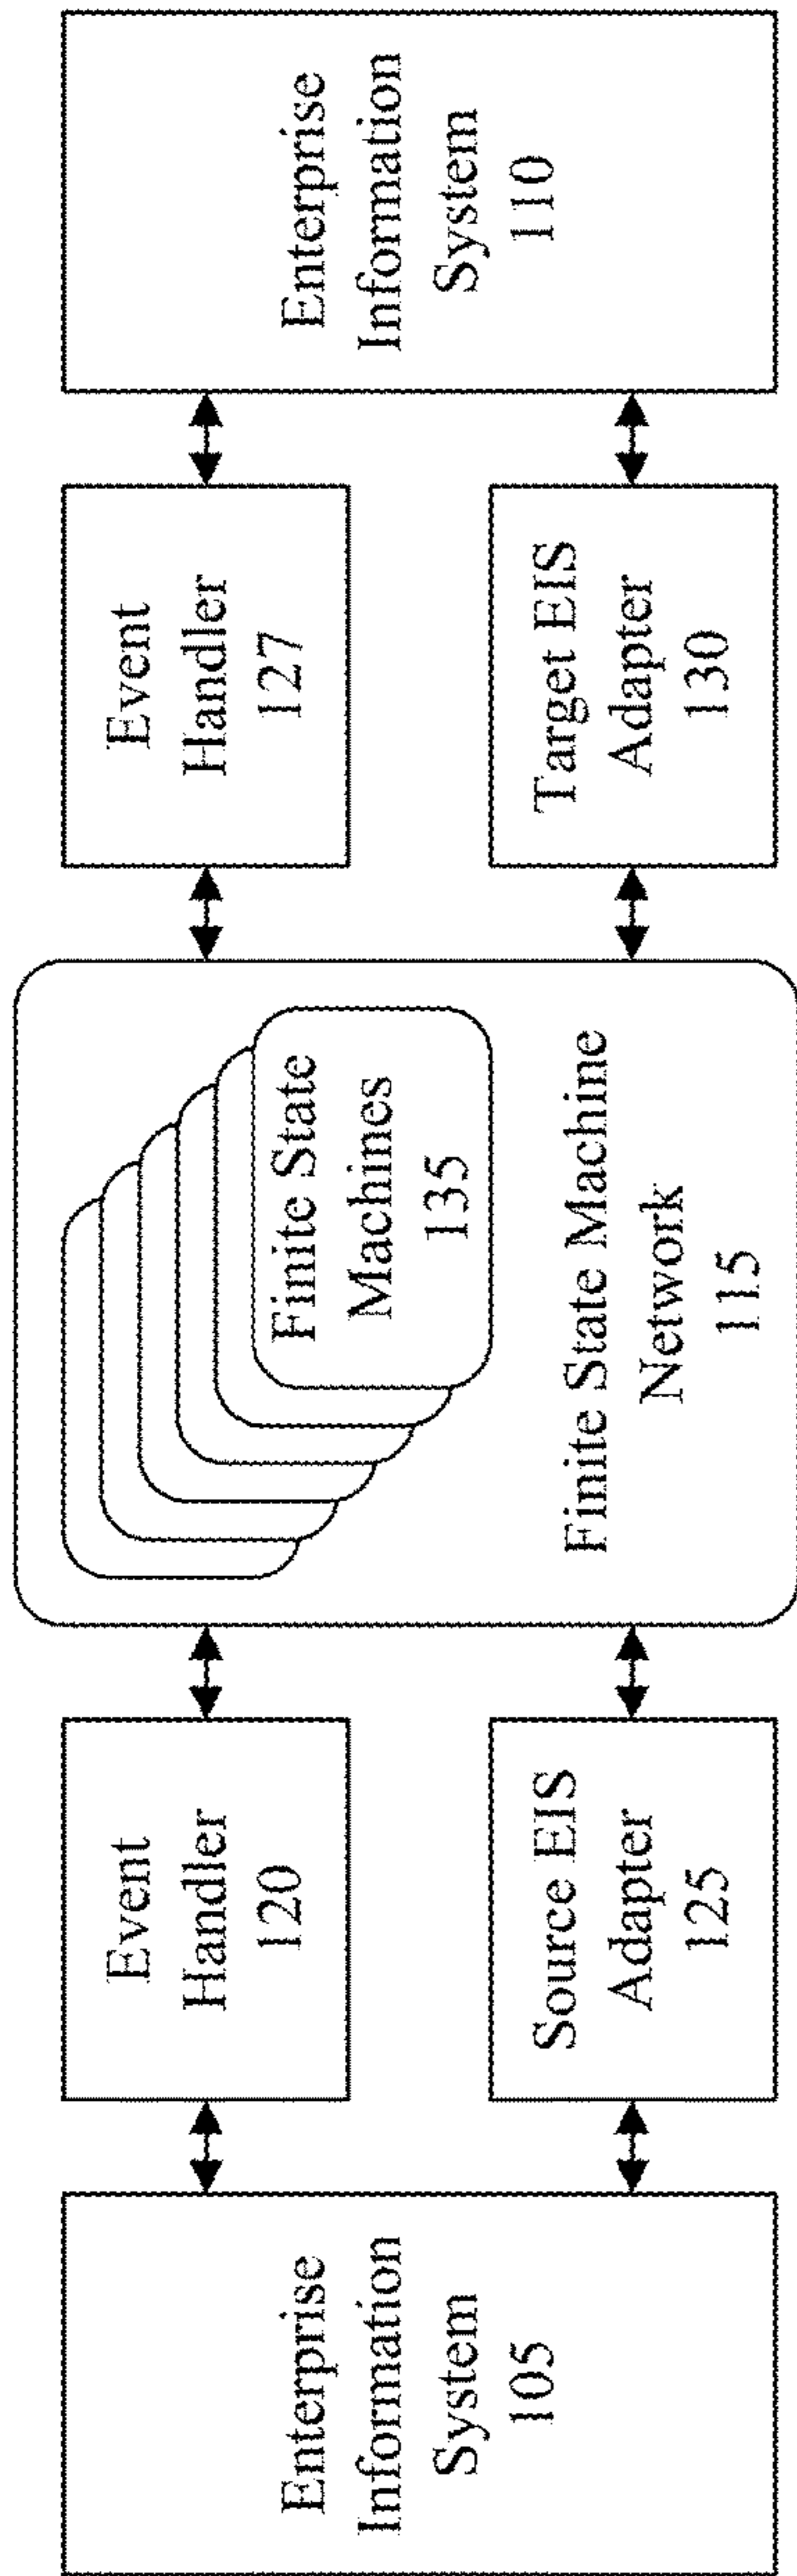 Enterprise
Information
System
105
Event
Handler
120
Source EIS
Adapter
125
Finite State
Machines
135
Finite State Machine
Network
115
Event
Handler
127
Target EIS
Adapter
130
Enterprise
Information
System
110